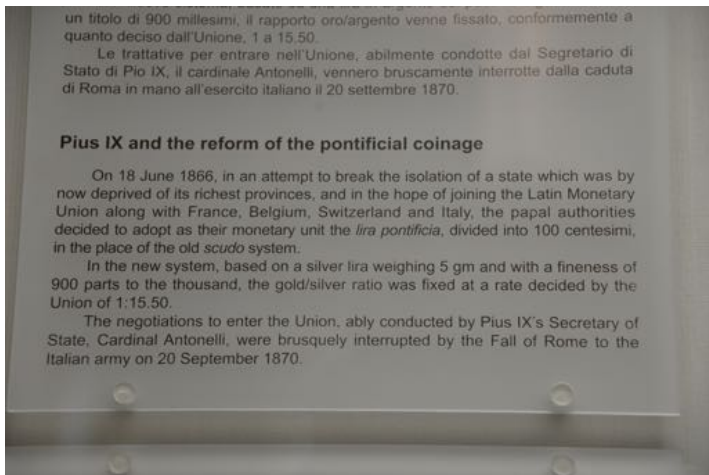 un titolo di 900 millesimi, il rapporto oro/argento venne fissato, conformemente a
quanto deciso dall'Unione, 1 a 15,50.
Le trattative per entrare nell'Unione, abilmente condotte dal Segretario di
Stato di Pio IX, il cardinale Antonelli, vennero bruscamente interrotte dalla caduta
di Roma in mano all'esercito italiano il 20 settembre 1870.
Pius IX and the reform of the pontificial coinage
On 18 June 1866, in an attempt to break the isolation of a state which was by
now deprived of its richest provinces, and in the hope of joining the Latin Monetary
Union along with France, Belgium, Switzerland and Italy, the papal authorities
decided to adopt as their monetary unit the lira pontificia, divided into 100 centesimi,
in the place of the old scudo system.
In the new system, based on a silver lira weighing 5 gm and with a fineness of
900 parts to the thousand, the gold/silver ratio was fixed at a rate decided by the
Union of 1:15.50.
The negotiations to enter the Union, ably conducted by Pius IX's Secretary of
State, Cardinal Antonelli, were brusquely interrupted by the Fall of Rome to the
Italian army on 20 September 1870.